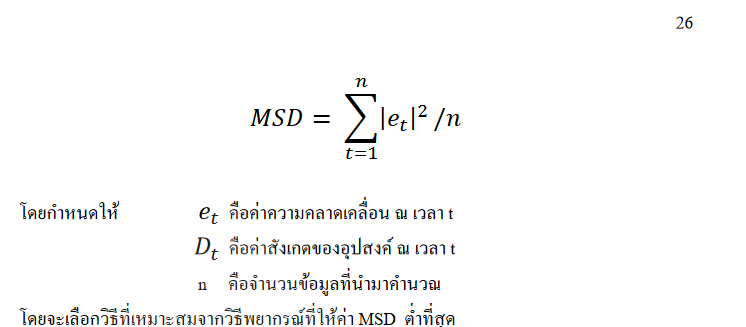 26
MSD = \sum_{t=1}^{n} |e_t|^2 /n
โดยกำหนดให้ e_t คือค่าความคลาดเคลื่อน ณ เวลา t
D_t คือค่าสังเกตของอุปสงค์ ณ เวลา t
n คือจำนวนข้อมูลที่นำมาคำนวณ
โดยจะเลือกวิธีที่เหมาะสมจากวิธีพยากรณ์ที่ให้ค่า MSD ต่ำที่สุด